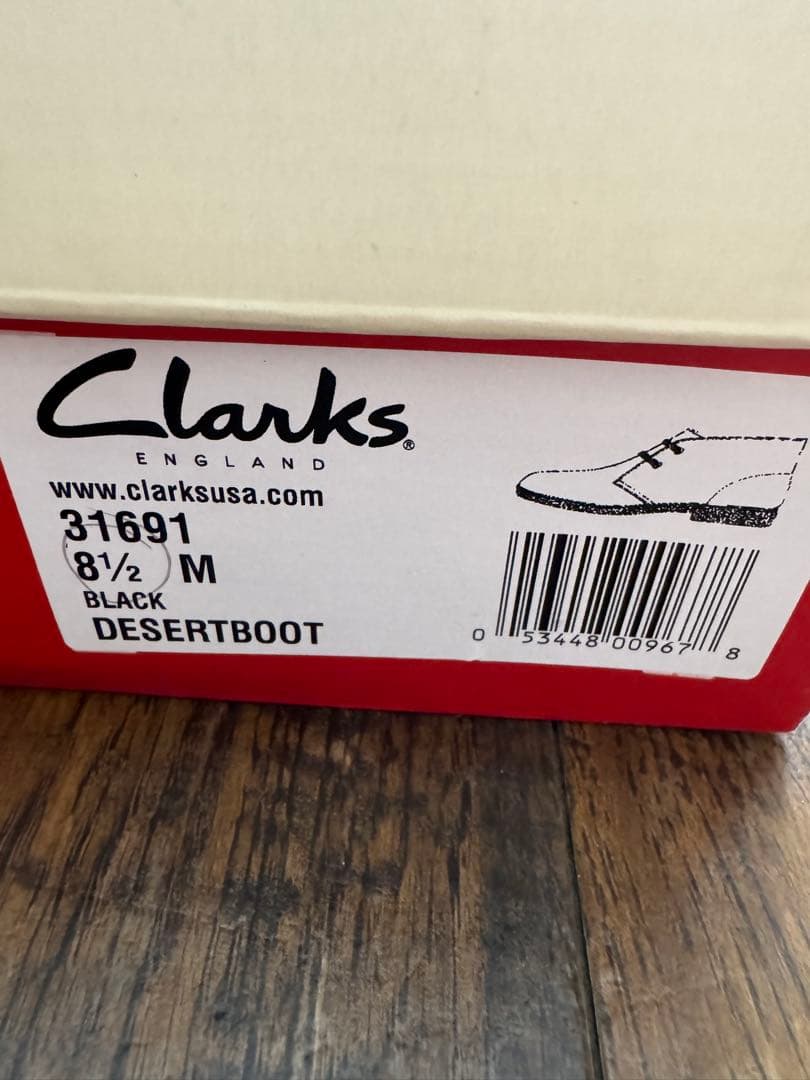 Clarks®
ENGLAND
www.clarksusa.com
31691
8½ M
BLACK
DESERTBOOT
0 53448 00967 8